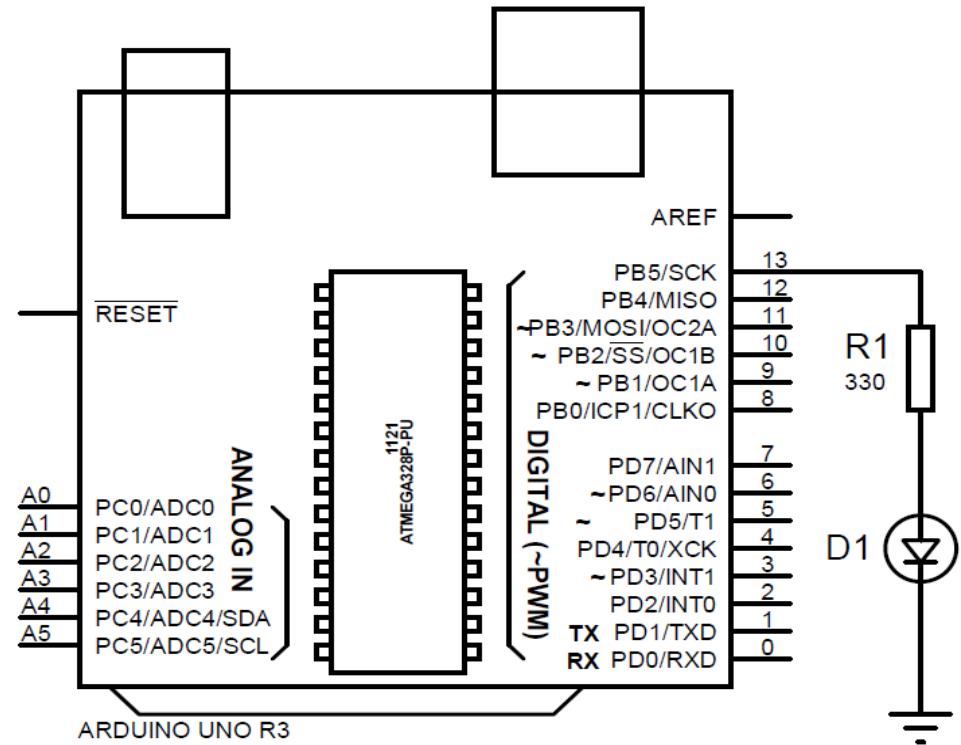 AREF
PB5/SCK 13
PB4/MISO 12
~PB3/MOSI/OC2A 11
~ PB2/SS/OC1B 10
~ PB1/OC1A 9
PB0/ICP1/CLKO 8
PD7/AIN1 7
~PD6/AIN0 6
~ PD5/T1 5
PD4/T0/XCK 4
~PD3/INT1 3
PD2/INT0 2
TX PD1/TXD 1
RX PD0/RXD 0
RESET
A0 PC0/ADC0
A1 PC1/ADC1
A2 PC2/ADC2
A3 PC3/ADC3
A4 PC4/ADC4/SDA
A5 PC5/ADC5/SCL
ANALOG IN
1121
ATMEGA328P-PU
DIGITAL (~PWM)
R1
330
D1
ARDUINO UNO R3